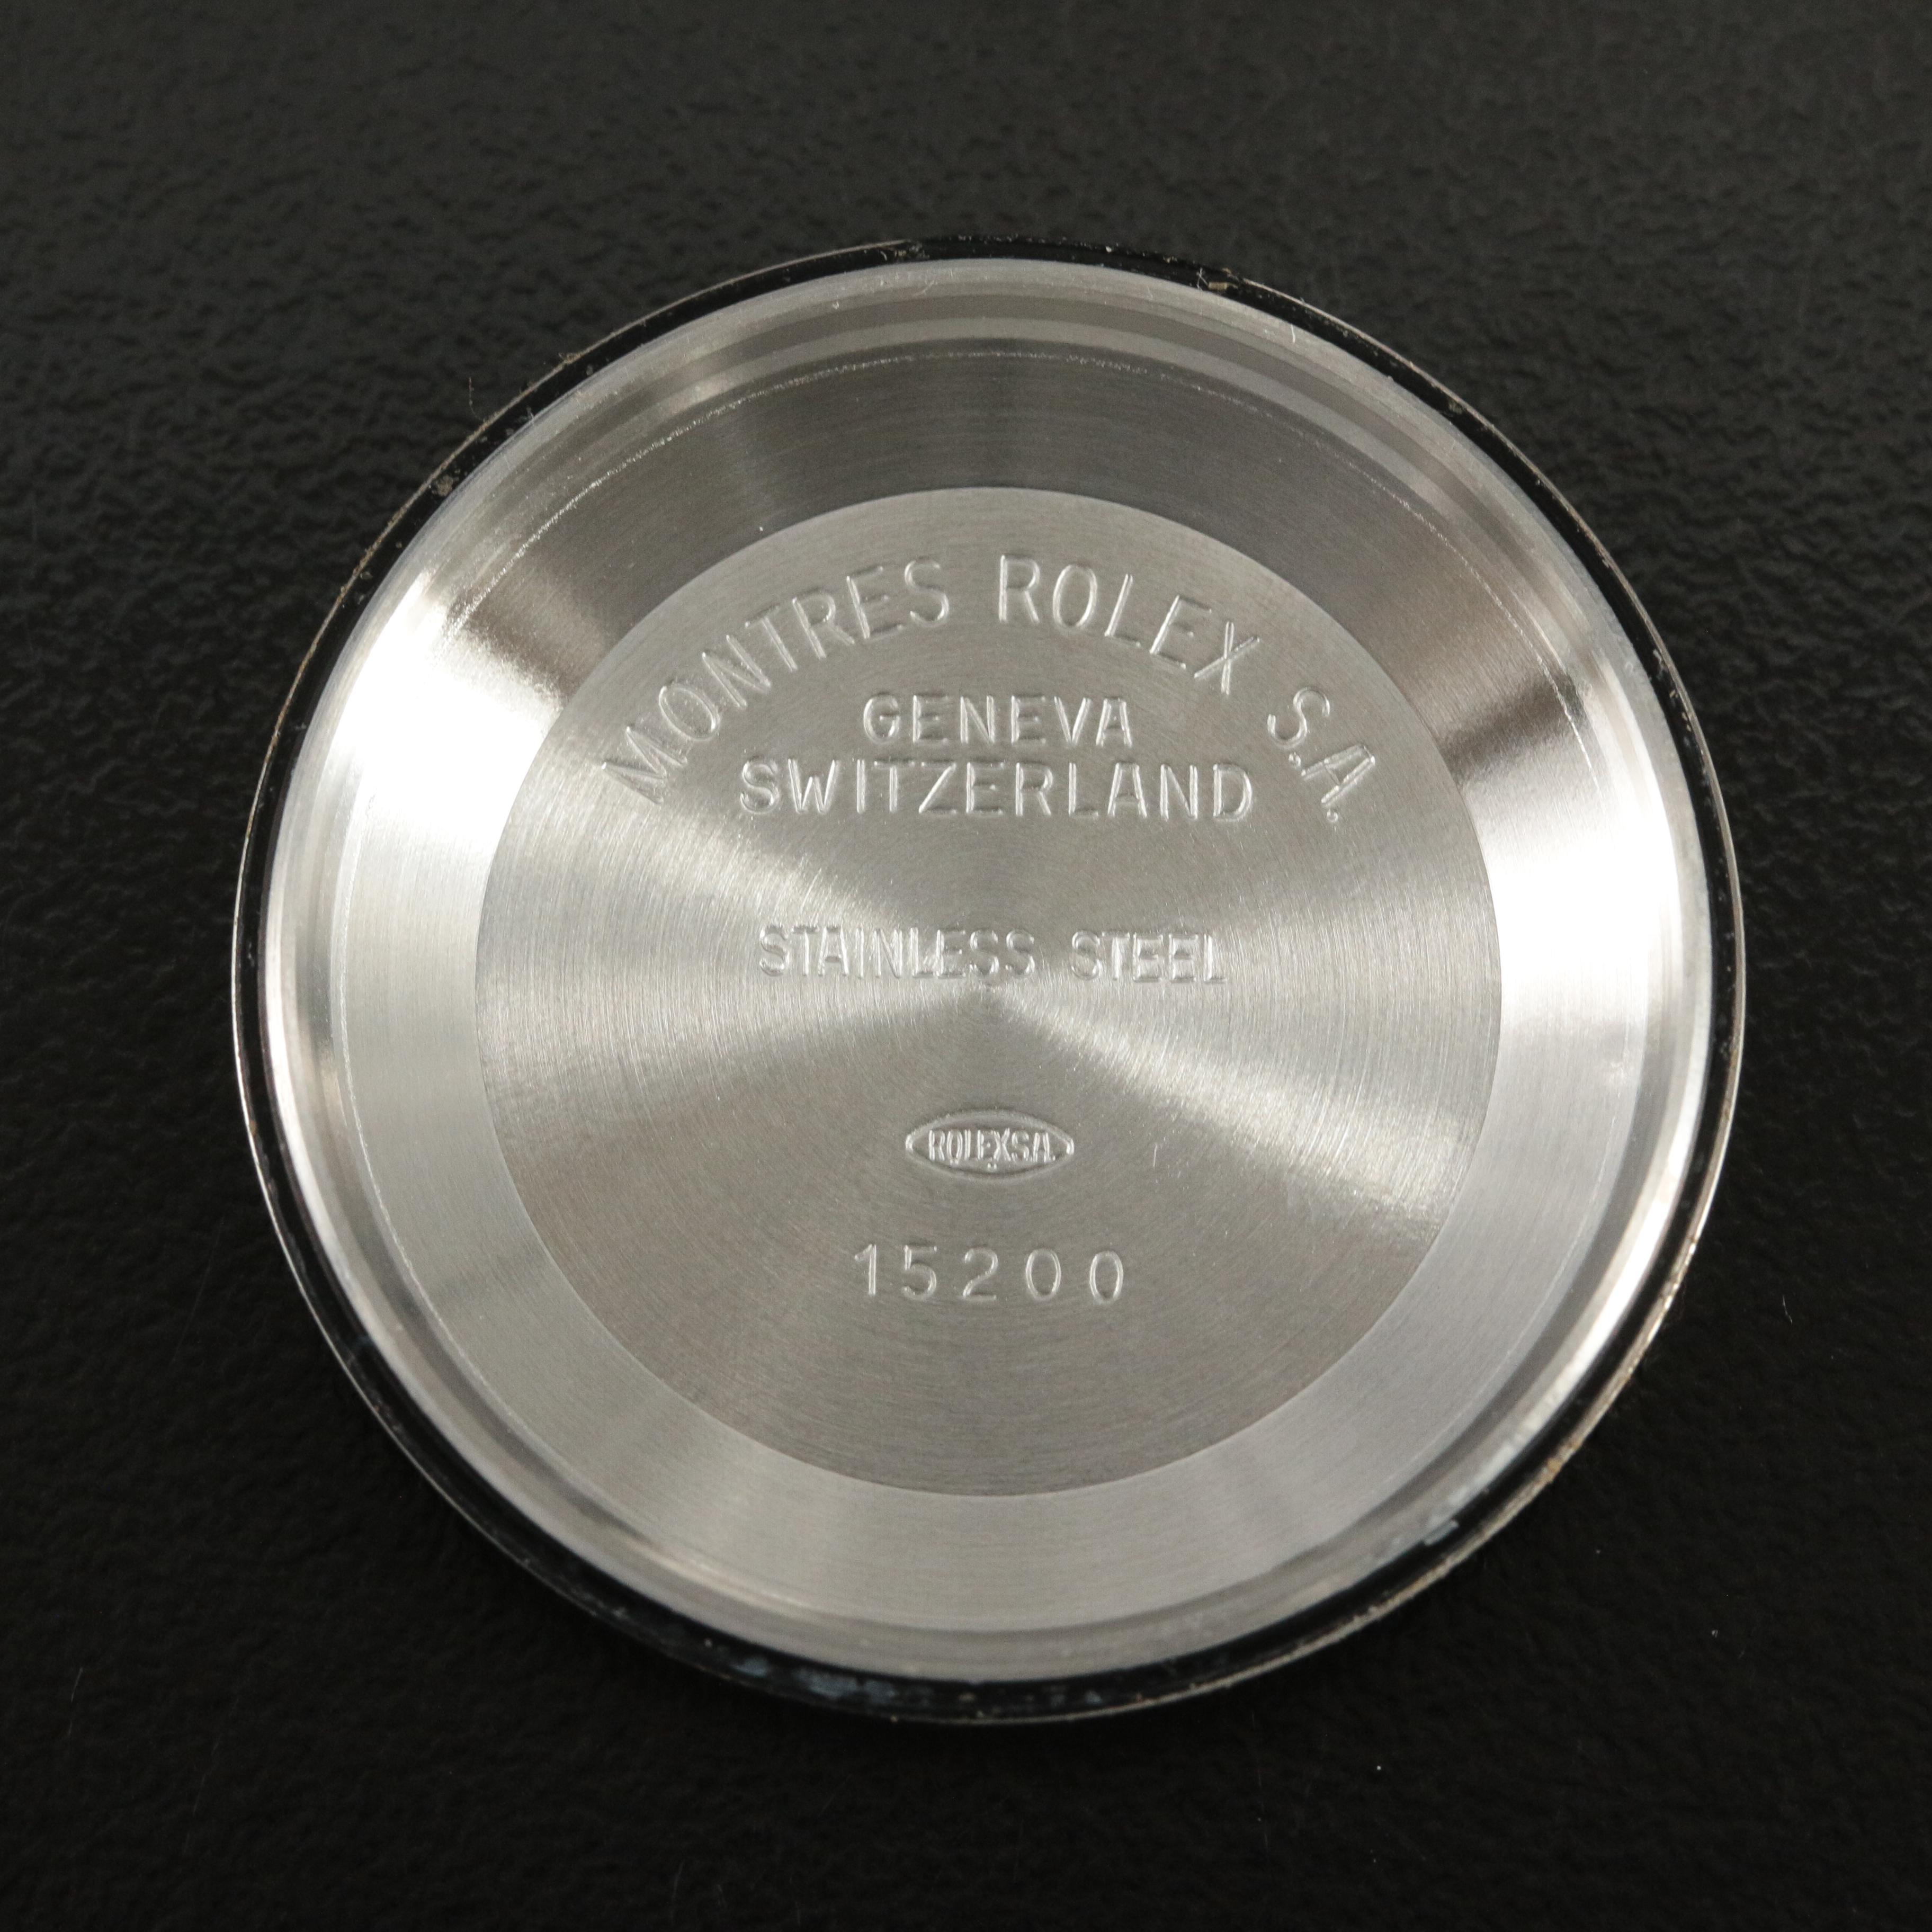 MONTRES ROLEX S.A.
GENEVA
SWITZERLAND
STAINLESS STEEL
ROLEX S.A.
15200